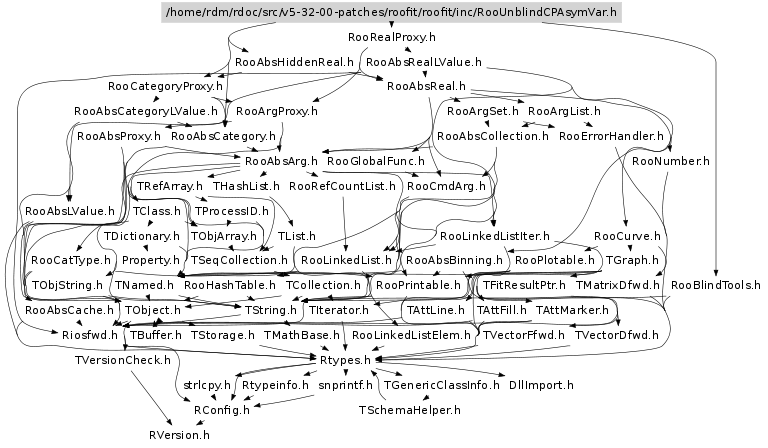 /home/rdm/rdoc/src/v5-32-00-patches/roofit/roofit/inc/RooUnblindCPAsymVar.h
RooRealProxy.h
RooAbsHiddenReal.h RooAbsRealLValue.h
RooCategoryProxy.h RooAbsReal.h
RooAbsCategoryLValue.h RooArgProxy.h RooArgSet.h RooArgList.h
RooAbsProxy.h RooAbsCategory.h RooAbsCollection.h RooErrorHandler.h
RooAbsArg.h RooGlobalFunc.h RooNumber.h
TRefArray.h THashList.h RooRefCountList.h RooCmdArg.h
RooAbsLValue.h TClass.h TProcessID.h
TDictionary.h TObjArray.h TList.h RooLinkedListIter.h RooCurve.h
RooCatType.h Property.h TSeqCollection.h RooLinkedList.h RooAbsBinning.h RooPlotable.h TGraph.h
TObjString.h TNamed.h RooHashTable.h TCollection.h RooPrintable.h TFitResultPtr.h TMatrixDfwd.h RooBlindTools.h
RooAbsCache.h TObject.h TString.h TIterator.h TAttLine.h TAttFill.h TAttMarker.h
Riosfwd.h TBuffer.h TStorage.h TMathBase.h RooLinkedListElem.h TVectorFfwd.h TVectorDfwd.h
TVersionCheck.h Rtypes.h
strlcpy.h Rtypeinfo.h snprintf.h TGenericClassInfo.h DllImport.h
RConfig.h TSchemaHelper.h
RVersion.h